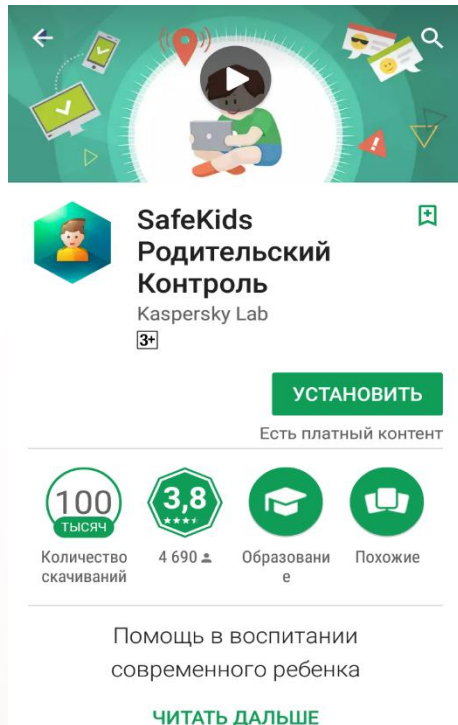 SafeKids
Родительский
Контроль
Kaspersky Lab
3+
УСТАНОВИТЬ
Есть платный контент
100
ТЫСЯЧ
Количество
скачиваний
3,8
4 690
Образовани
е
Похожие
Помощь в воспитании
современного ребенка
ЧИТАТЬ ДАЛЬШЕ